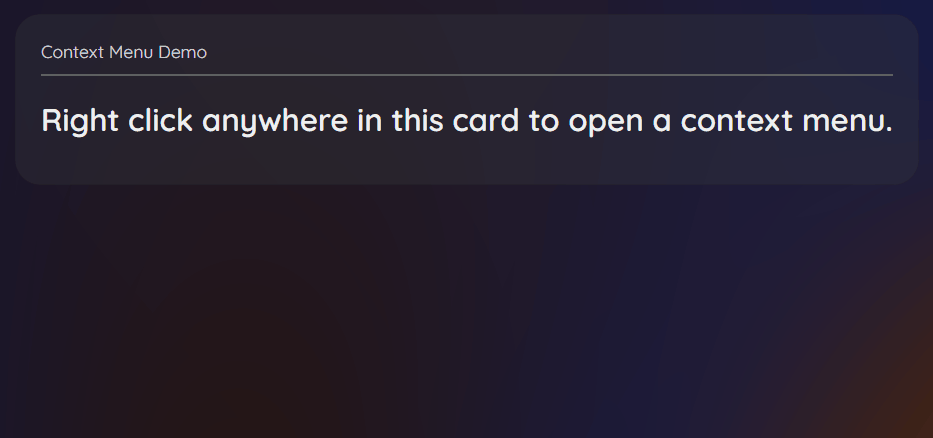 Context Menu Demo
Right click anywhere in this card to open a context menu.